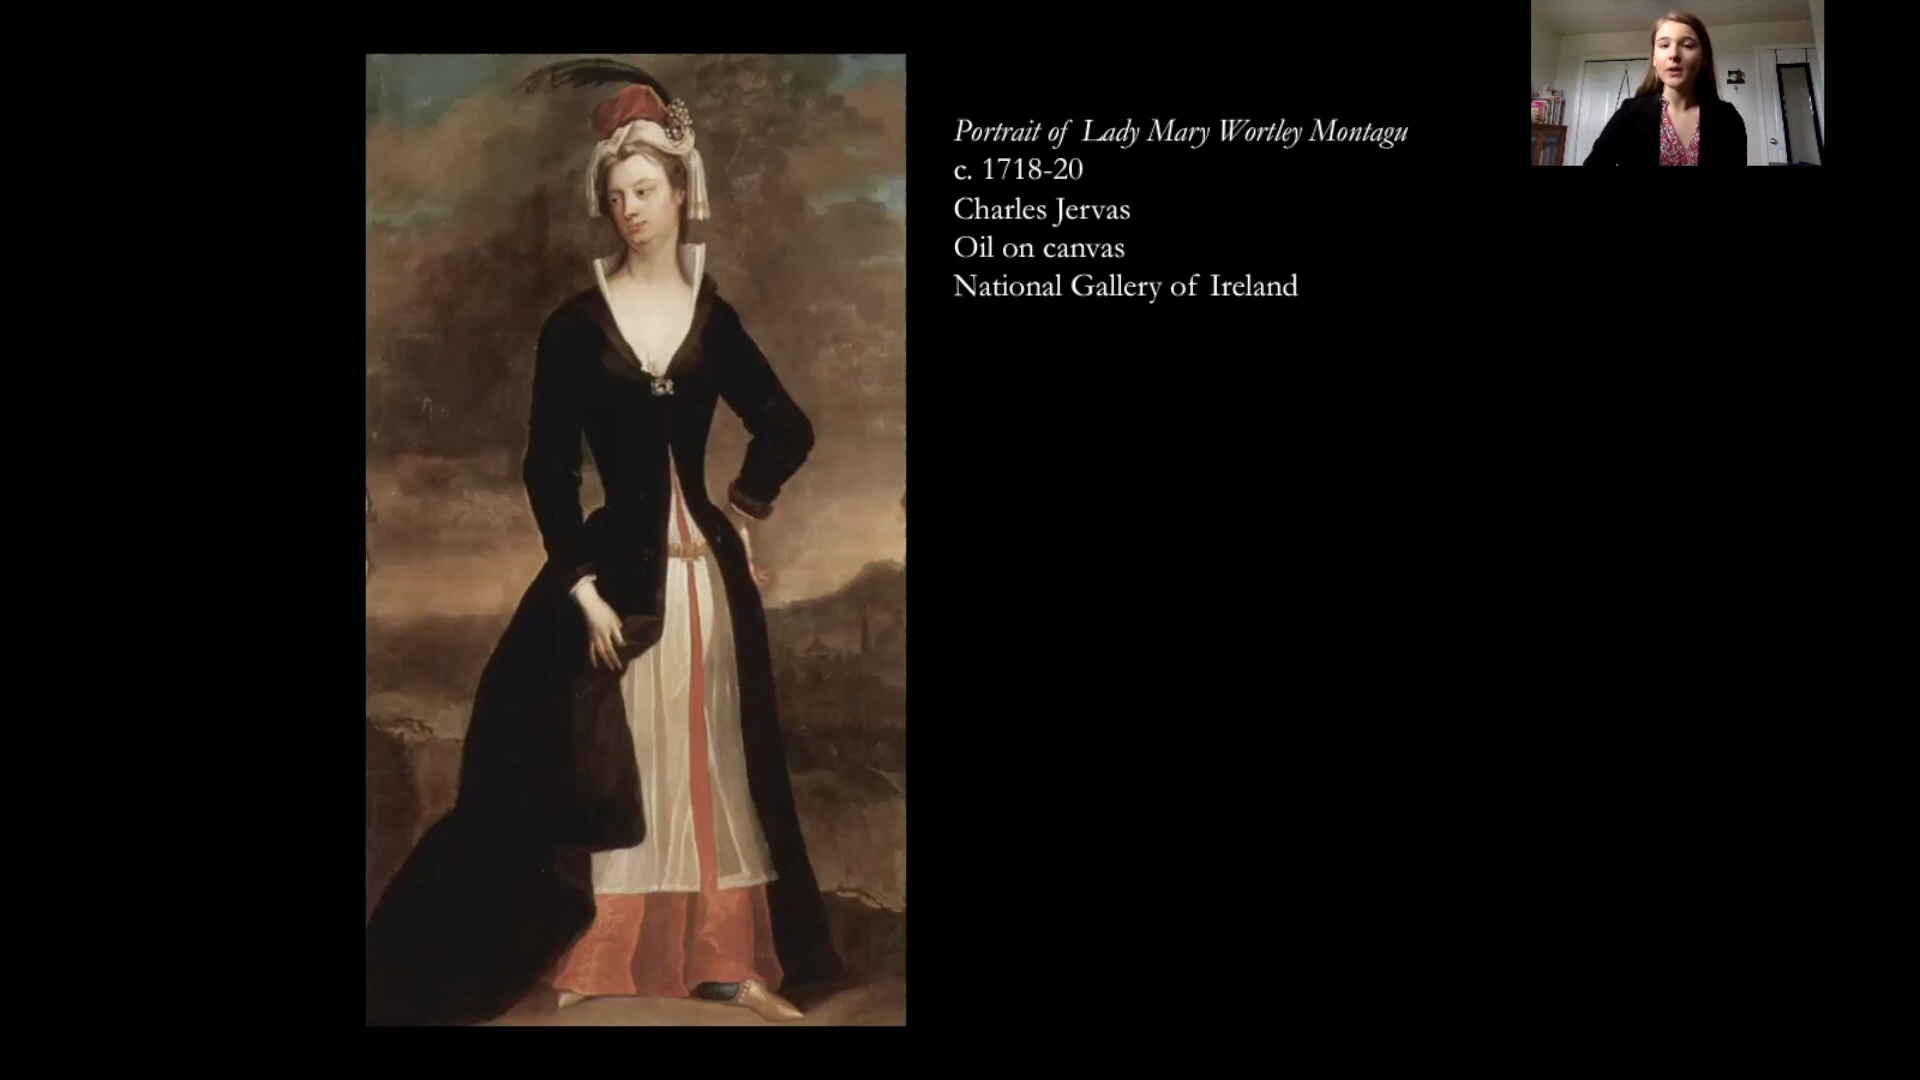 Portrait of Lady Mary Wortley Montagu
c. 1718-20
Charles Jervas
Oil on canvas
National Gallery of Ireland